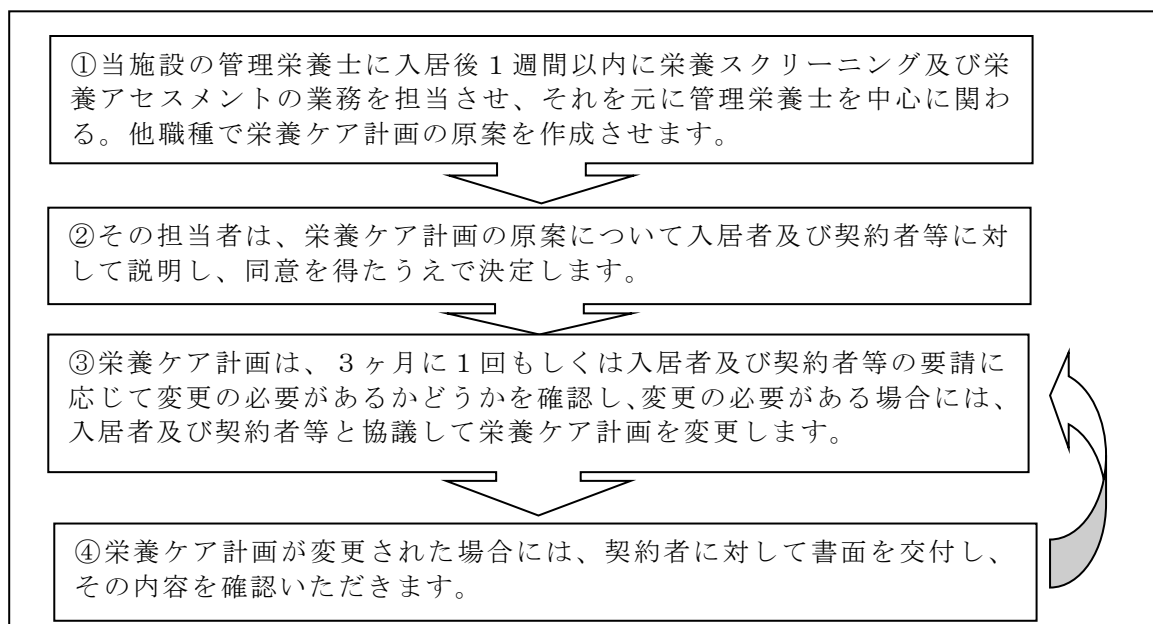 ①当施設の管理栄養士に入居後1週間以内に栄養スクリーニング及び栄
養アセスメントの業務を担当させ、それを元に管理栄養士を中心に関わ
る。他職種で栄養ケア計画の原案を作成させます。
②その担当者は、栄養ケア計画の原案について入居者及び契約者等に対
して説明し、同意を得たうえで決定します。
③栄養ケア計画は、3ヶ月に1回もしくは入居者及び契約者等の要請に
応じて変更の必要があるかどうかを確認し、変更の必要がある場合には、
入居者及び契約者等と協議して栄養ケア計画を変更します。
④栄養ケア計画が変更された場合には、契約者に対して書面を交付し、
その内容を確認いただきます。